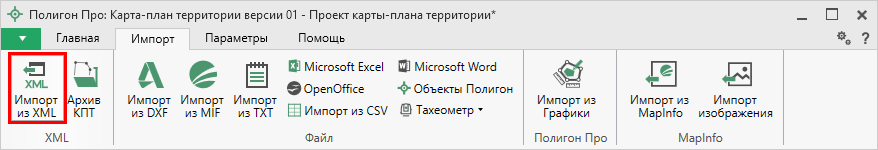 Полигон Про: Карта-план территории версии 01 - Проект карты-плана территории*
Главная
Импорт
Параметры
Помощь
XML
Импорт
из XML
Архив
КПТ
XML
Импорт
из DXF
Импорт
из MIF
Импорт
из TXT
Microsoft Excel
OpenOffice
Импорт из CSV
Microsoft Word
Объекты Полигон
Тахеометр
Файл
Импорт из
Графики
Полигон Про
Импорт из
MapInfo
Импорт
изображения
MapInfo